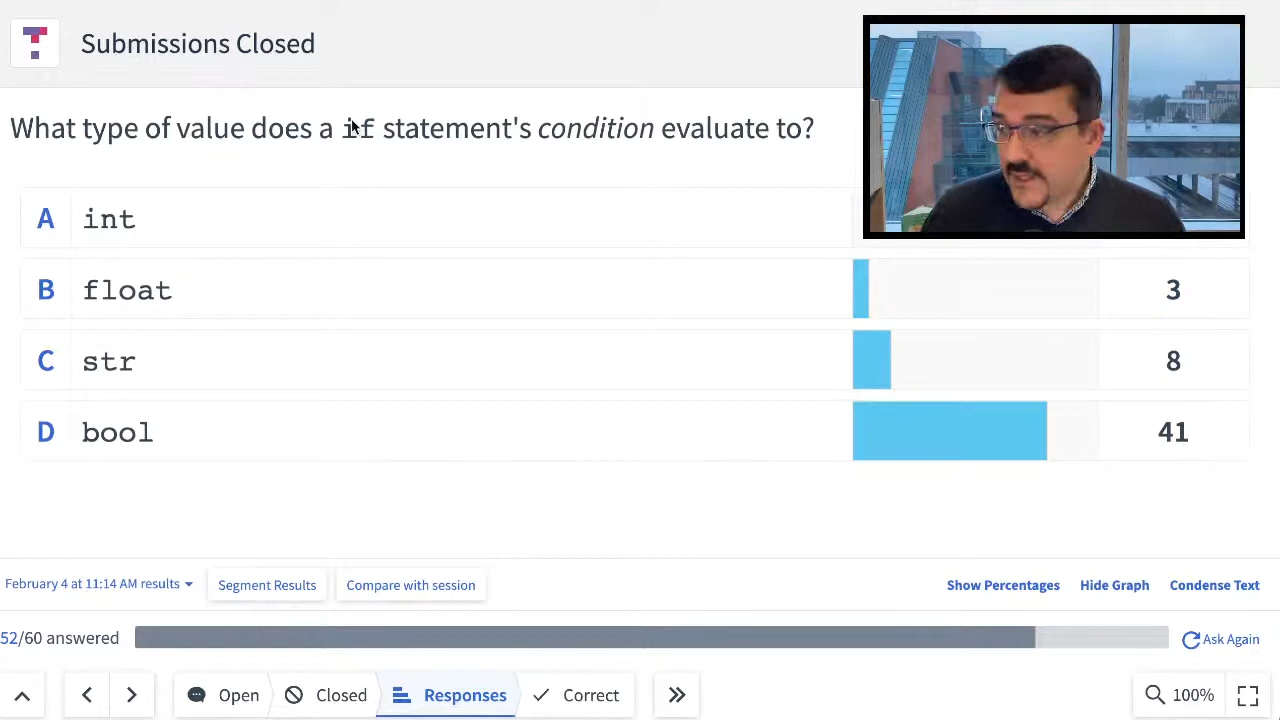 Submissions Closed
What type of value does a if statement's condition evaluate to?
A int
B float 3
C str 8
D bool 41
February 4 at 11:14 AM results Segment Results Compare with session Show Percentages Hide Graph Condense Text
52/60 answered Ask Again
Open Closed Responses Correct 100%